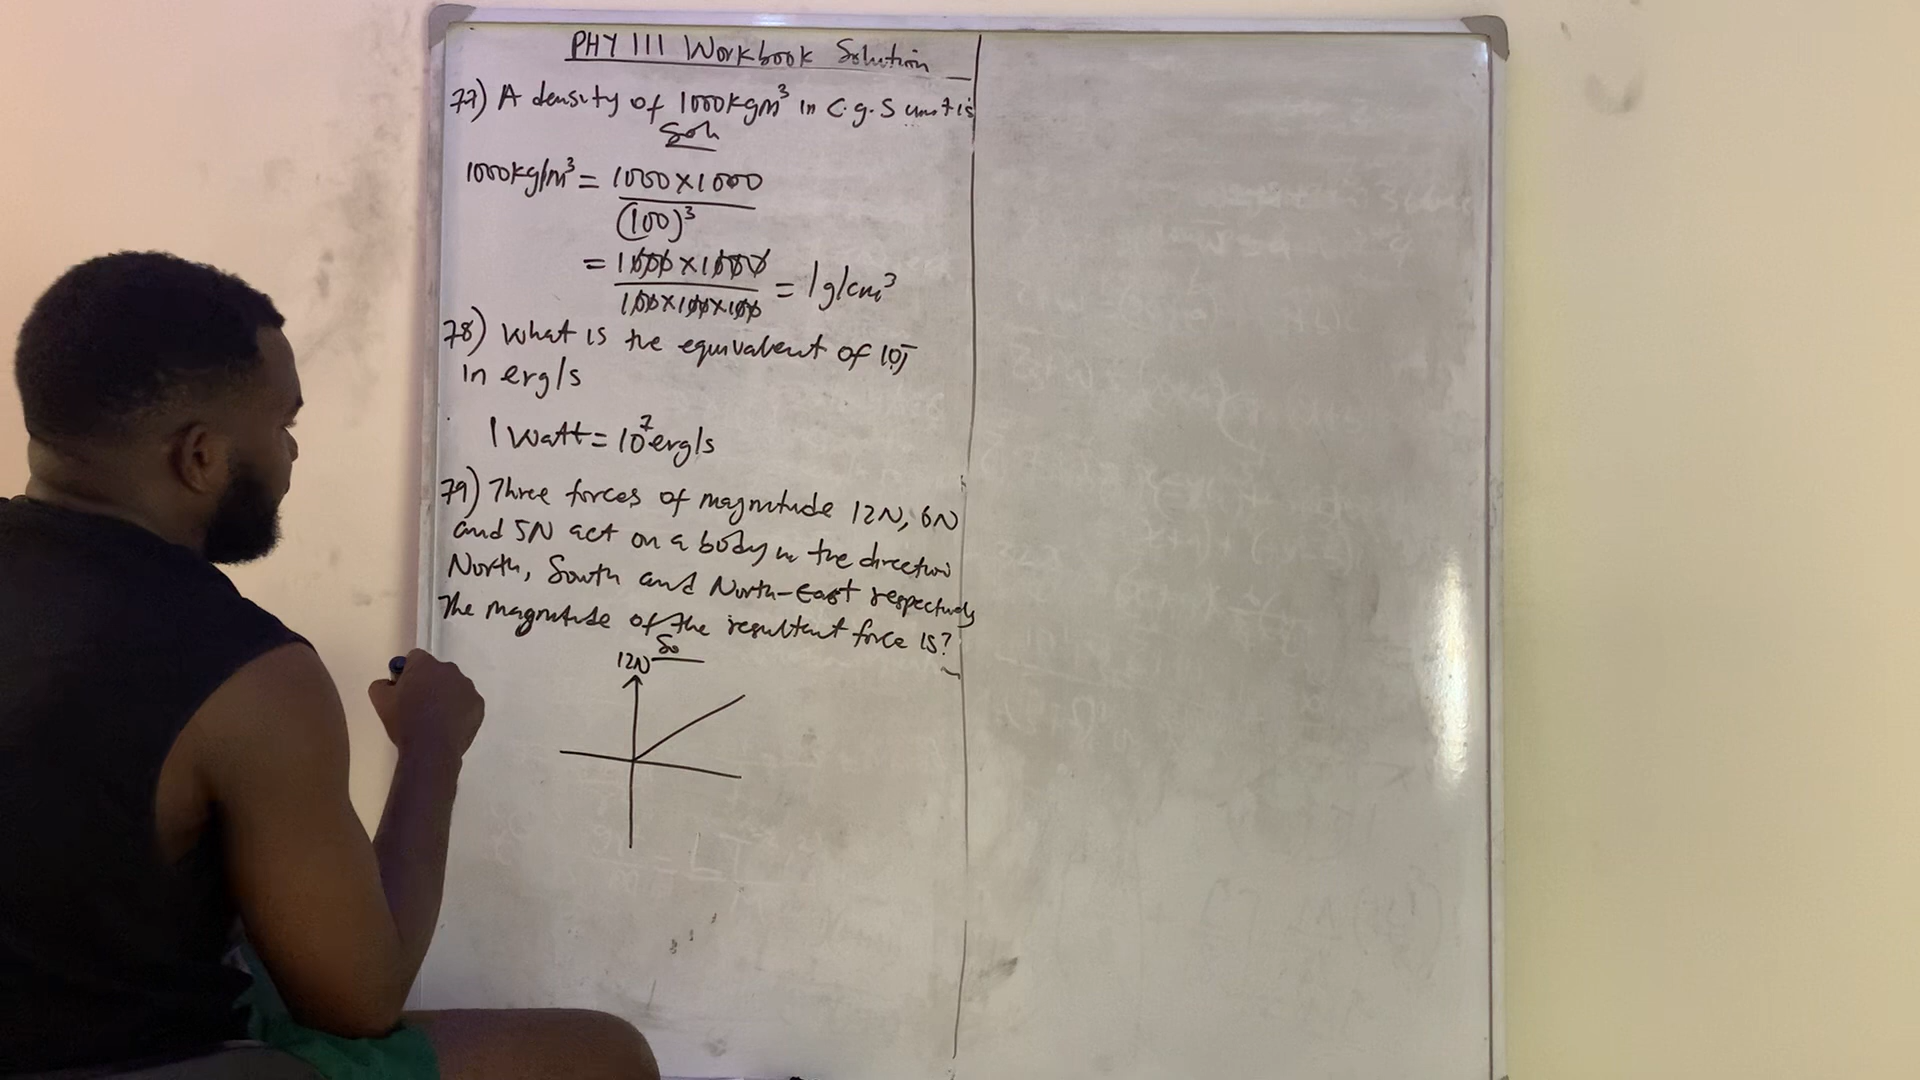 PHY 111 Workbook Solution
77) A density of 1000kgm³ in C.g.S unit is
Soln
1000kg/m³ = 1000×1000
(100)³
= 1000×1000
100×100×100
= 1g/cm³
78) What is the equivalent of
in erg/s
1 Watt = 10⁷erg/s
79) Three forces of magnitude 12N, 6N
and 5N act on a body in the direction
North, South and North-East respectively
The magnitude of the resultant force is?
So
12N